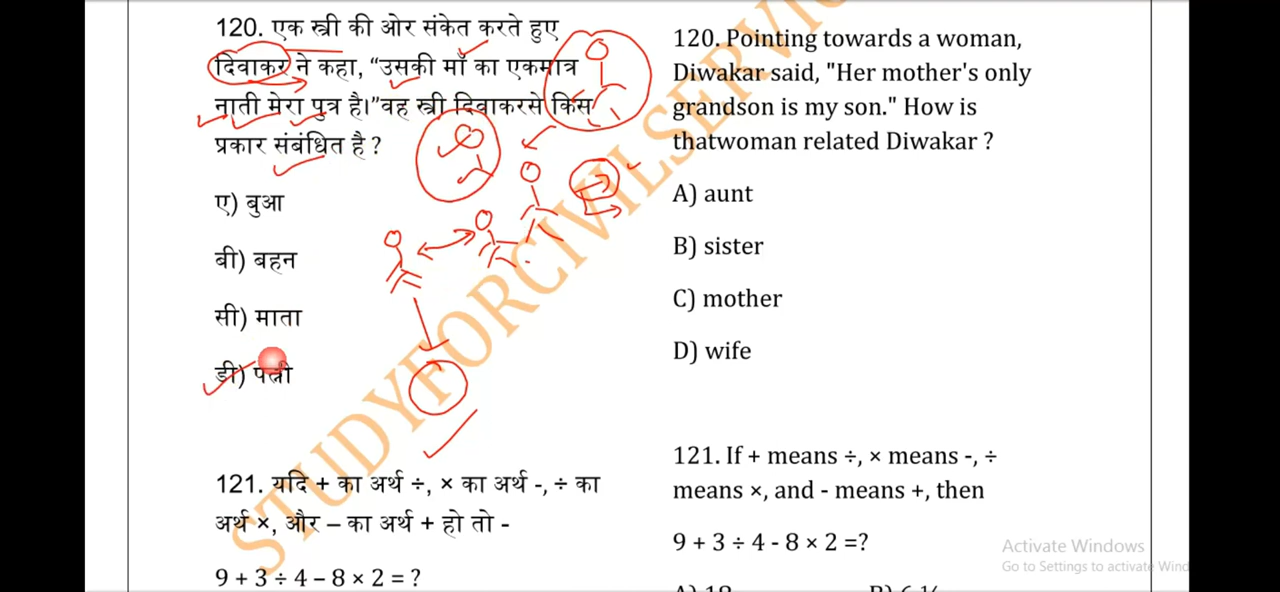 120. एक स्त्री की ओर संकेत करते हुए
दिवाकर ने कहा, “उसकी माँ का एकमात्र
नाती मेरा पुत्र है।”वह स्त्री दिवाकरसे किस
प्रकार संबंधित है ?
ए) बुआ
बी) बहन
सी) माता
डी) पत्नी
121. यदि + का अर्थ ÷, × का अर्थ -, ÷ का
अर्थ ×, और – का अर्थ + हो तो -
9 + 3 ÷ 4 – 8 × 2 = ?
120. Pointing towards a woman,
Diwakar said, "Her mother's only
grandson is my son." How is
thatwoman related Diwakar ?
A) aunt
B) sister
C) mother
D) wife
121. If + means ÷, × means -, ÷
means ×, and - means +, then
9 + 3 ÷ 4 - 8 × 2 =?
STUDYFORCIVILSERVICE
Activate Windows
Go to Settings to activate Wind